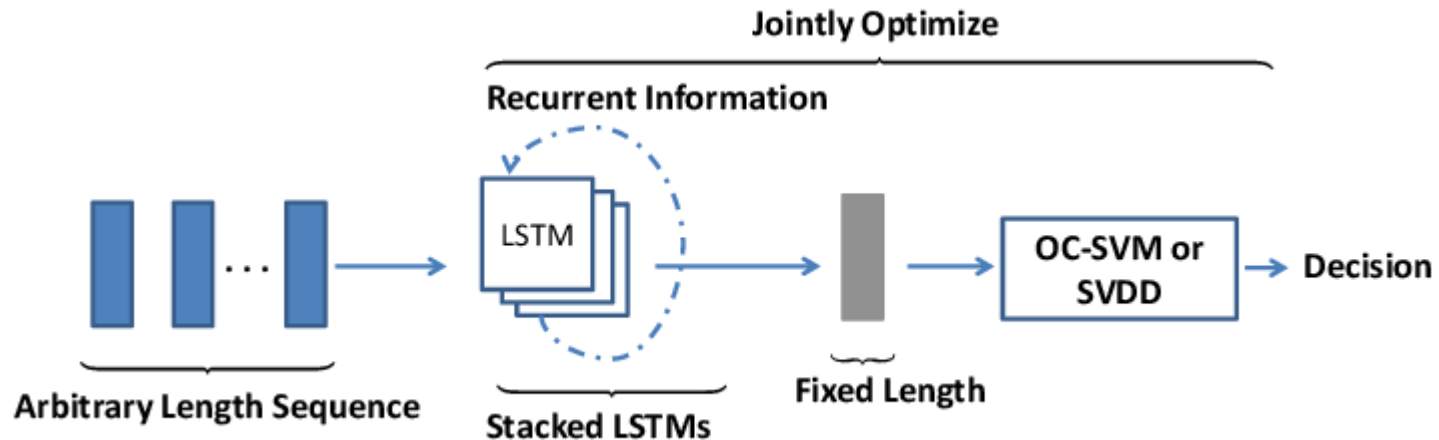 Jointly Optimize
Recurrent Information
LSTM
...
OC-SVM or
SVDD
Decision
Arbitrary Length Sequence
Stacked LSTMs
Fixed Length